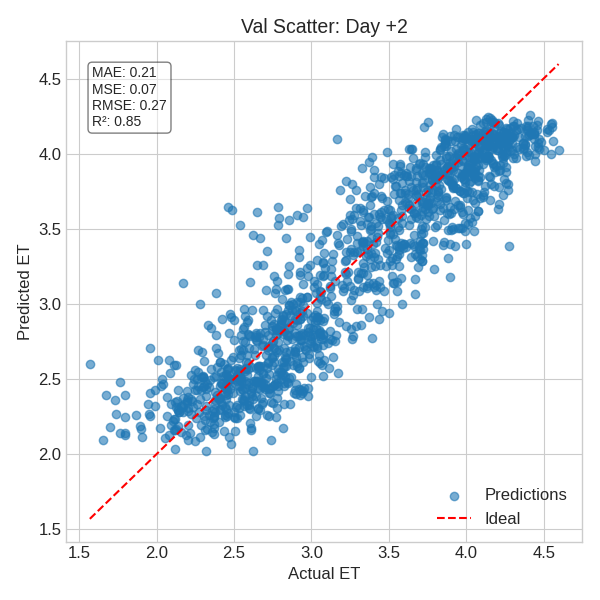 Val Scatter: Day +2
MAE: 0.21
MSE: 0.07
RMSE: 0.27
R²: 0.85
4.5
4.0
3.5
3.0
2.5
2.0
1.5
Predicted ET
Predictions
Ideal
1.5 2.0 2.5 3.0 3.5 4.0 4.5
Actual ET